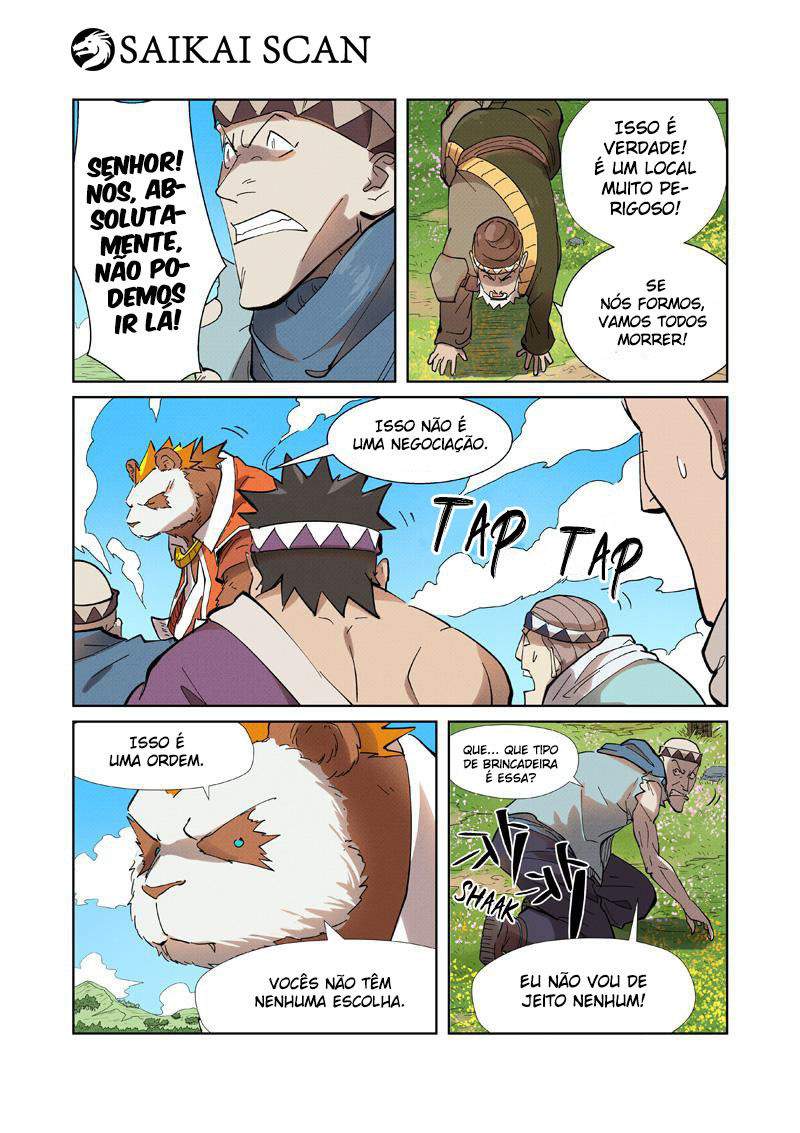 SAIKAI SCAN
SENHOR!
NÓS, AB-
SOLUTA-
MENTE,
NÃO PO-
DEMOS
IR LÁ!
ISSO É
VERDADE!
É UM LOCAL
MUITO PE-
RIGOSO!
SE
NÓS FORMOS,
VAMOS TODOS
MORRER!
ISSO NÃO É
UMA NEGOCIAÇÃO.
TAP
TAP
ISSO É
UMA ORDEM.
VOCÊS NÃO TÊM
NENHUMA ESCOLHA.
QUE... QUE TIPO
DE BRINCADEIRA
É ESSA?
SHAAK
EU NÃO VOU DE
JEITO NENHUM!